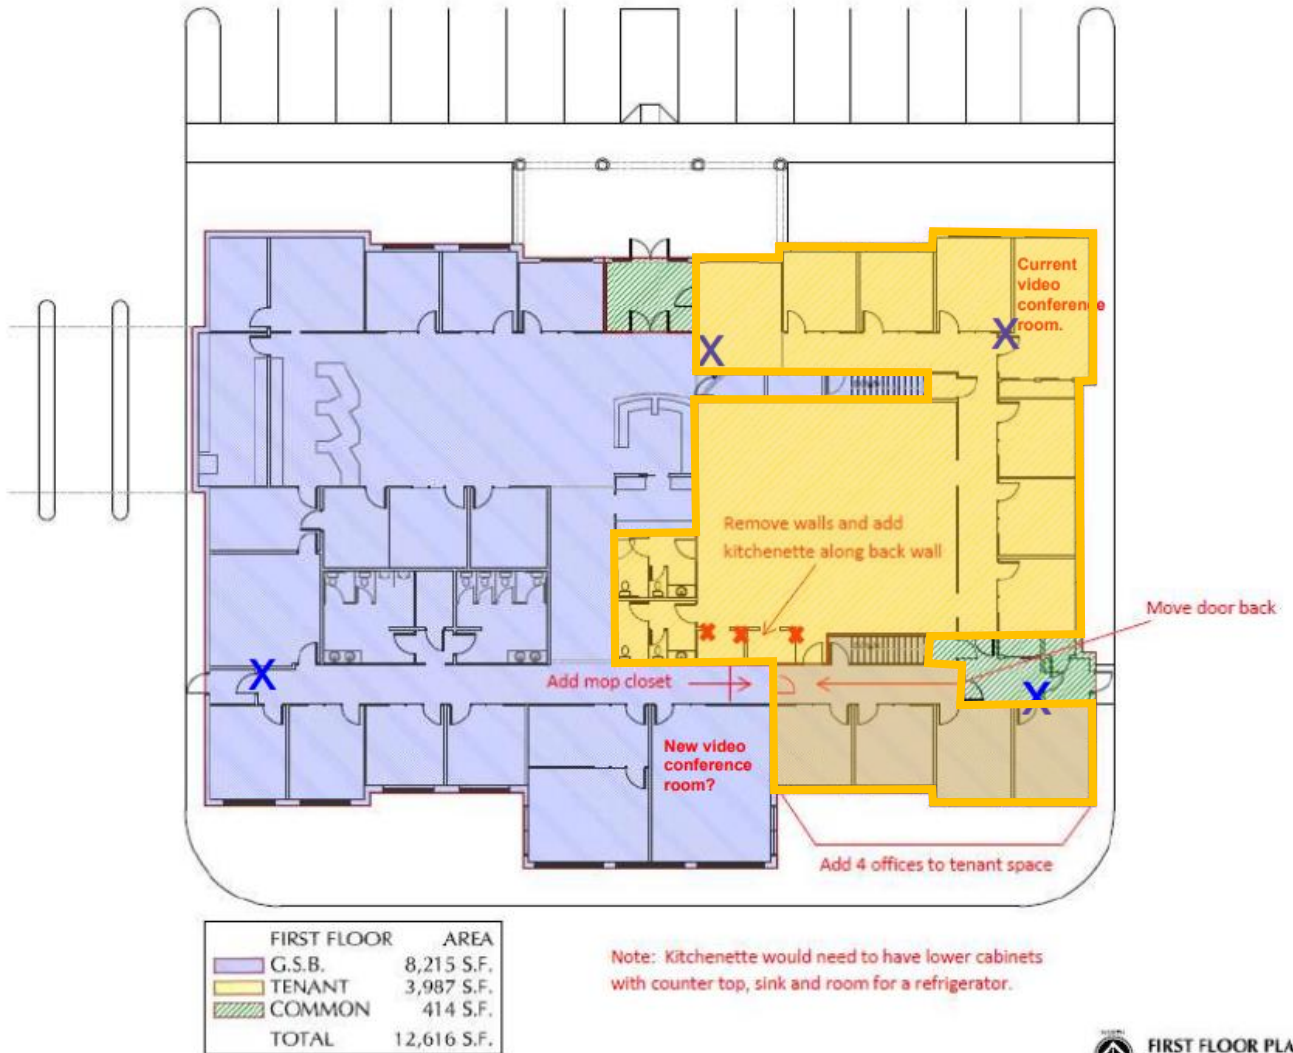 Current
video
conference
room.
X
X
Remove walls and add
kitchenette along back wall
Move door back
X
Add mop closet
X
New video
conference
room?
Add 4 offices to tenant space
FIRST FLOOR AREA
G.S.B. 8,215 S.F.
TENANT 3,987 S.F.
COMMON 414 S.F.
TOTAL 12,616 S.F.
Note: Kitchenette would need to have lower cabinets
with counter top, sink and room for a refrigerator.
FIRST FLOOR PLA